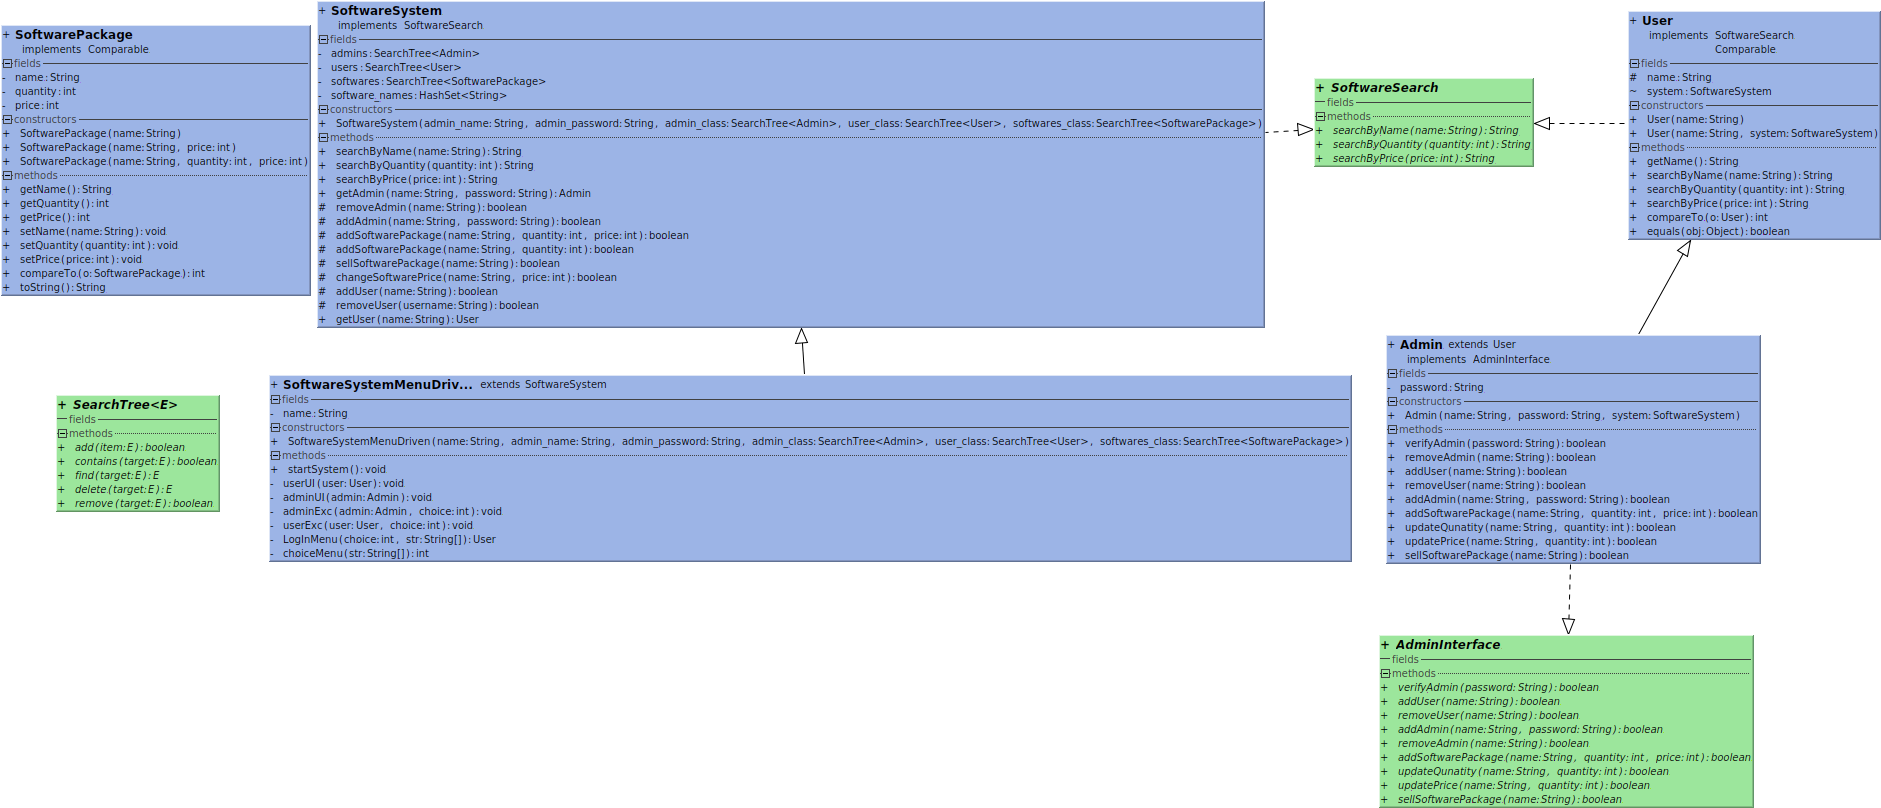 + SoftwarePackage
implements Comparable
fields
- name:String
- quantity:int
- price:int
constructors
+ SoftwarePackage(name:String)
+ SoftwarePackage(name:String, price:int)
+ SoftwarePackage(name:String, quantity:int, price:int)
methods
+ getName():String
+ getQuantity():int
+ getPrice():int
+ setName(name:String):void
+ setQuantity(quantity:int):void
+ setPrice(price:int):void
+ compareTo(o:SoftwarePackage):int
+ toString():String
+ SoftwareSystem
implements SoftwareSearch
fields
- admins:SearchTree<Admin>
- users:SearchTree<User>
- softwares:SearchTree<SoftwarePackage>
- software_names:HashSet<String>
constructors
+ SoftwareSystem(admin_name:String, admin_password:String, admin_class:SearchTree<Admin>, user_class:SearchTree<User>, softwares_class:SearchTree<SoftwarePackage>)
methods
+ searchByName(name:String):String
+ searchByQuantity(quantity:int):String
+ searchByPrice(price:int):String
+ getAdmin(name:String, password:String):Admin
# removeAdmin(name:String):boolean
# addAdmin(name:String, password:String):boolean
# addSoftwarePackage(name:String, quantity:int, price:int):boolean
# addSoftwarePackage(name:String, quantity:int):boolean
# sellSoftwarePackage(name:String):boolean
# changeSoftwarePrice(name:String, price:int):boolean
# addUser(name:String):boolean
# removeUser(username:String):boolean
+ getUser(name:String):User
+ SoftwareSearch
fields
methods
+ searchByName(name:String):String
+ searchByQuantity(quantity:int):String
+ searchByPrice(price:int):String
+ User
implements SoftwareSearch
Comparable
fields
# name:String
~ system:SoftwareSystem
constructors
+ User(name:String)
+ User(name:String, system:SoftwareSystem)
methods
+ getName():String
+ searchByName(name:String):String
+ searchByQuantity(quantity:int):String
+ searchByPrice(price:int):String
+ compareTo(o:User):int
+ equals(obj:Object):boolean
+ SearchTree<E>
fields
methods
+ add(item:E):boolean
+ contains(target:E):boolean
+ find(target:E):E
+ delete(target:E):E
+ remove(target:E):boolean
+ SoftwareSystemMenuDriv... extends SoftwareSystem
fields
- name:String
constructors
+ SoftwareSystemMenuDriven(name:String, admin_name:String, admin_password:String, admin_class:SearchTree<Admin>, user_class:SearchTree<User>, softwares_class:SearchTree<SoftwarePackage>)
methods
+ startSystem():void
- userUI(user:User):void
- adminUI(admin:Admin):void
- adminExc(admin:Admin, choice:int):void
- userExc(user:User, choice:int):void
- LogInMenu(choice:int, str:String[]):User
- choiceMenu(str:String[]):int
+ Admin extends User
implements AdminInterface
fields
- password:String
constructors
+ Admin(name:String, password:String, system:SoftwareSystem)
methods
+ verifyAdmin(password:String):boolean
+ removeAdmin(name:String):boolean
+ addUser(name:String):boolean
+ removeUser(name:String):boolean
+ addAdmin(name:String, password:String):boolean
+ addSoftwarePackage(name:String, quantity:int, price:int):boolean
+ updateQunatity(name:String, quantity:int):boolean
+ updatePrice(name:String, quantity:int):boolean
+ sellSoftwarePackage(name:String):boolean
+ AdminInterface
fields
methods
+ verifyAdmin(password:String):boolean
+ addUser(name:String):boolean
+ removeUser(name:String):boolean
+ addAdmin(name:String, password:String):boolean
+ removeAdmin(name:String):boolean
+ addSoftwarePackage(name:String, quantity:int, price:int):boolean
+ updateQunatity(name:String, quantity:int):boolean
+ updatePrice(name:String, quantity:int):boolean
+ sellSoftwarePackage(name:String):boolean